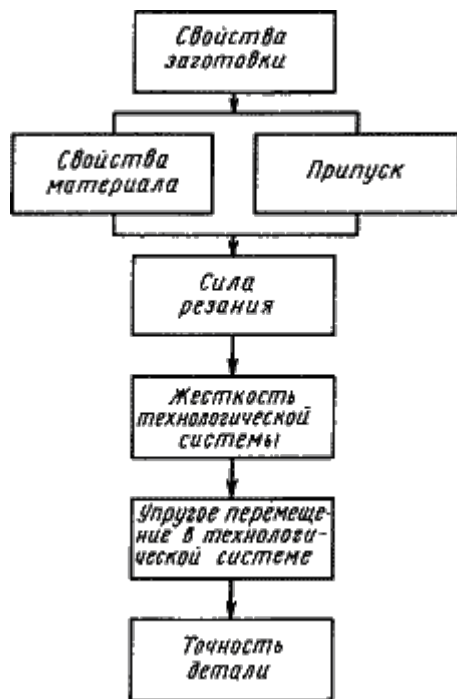 Свойства
заготовки
Свойства
материала
Припуск
Сила
резания
Жесткость
технологической
системы
Упругое перемеще-
ние в технологи-
ческой системе
Точность
детали